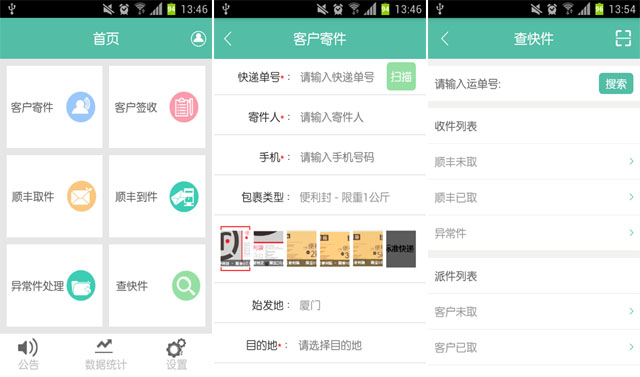 94 13:46
首页
客户寄件
客户签收
顺丰取件
顺丰到件
异常件处理
查快件
公告
数据统计
设置
94 13:46
客户寄件
快递单号*： 请输入快递单号 扫描
寄件人*： 请输入寄件人
手机*： 请输入手机号码
包裹类型： 便利封 - 限重1公斤
标准快递
始发地： 厦门
目的地*： 请选择目的地
94 13:54
查快件
请输入运单号: 搜索
收件列表
顺丰未取
顺丰已取
异常件
派件列表
客户未取
客户已取